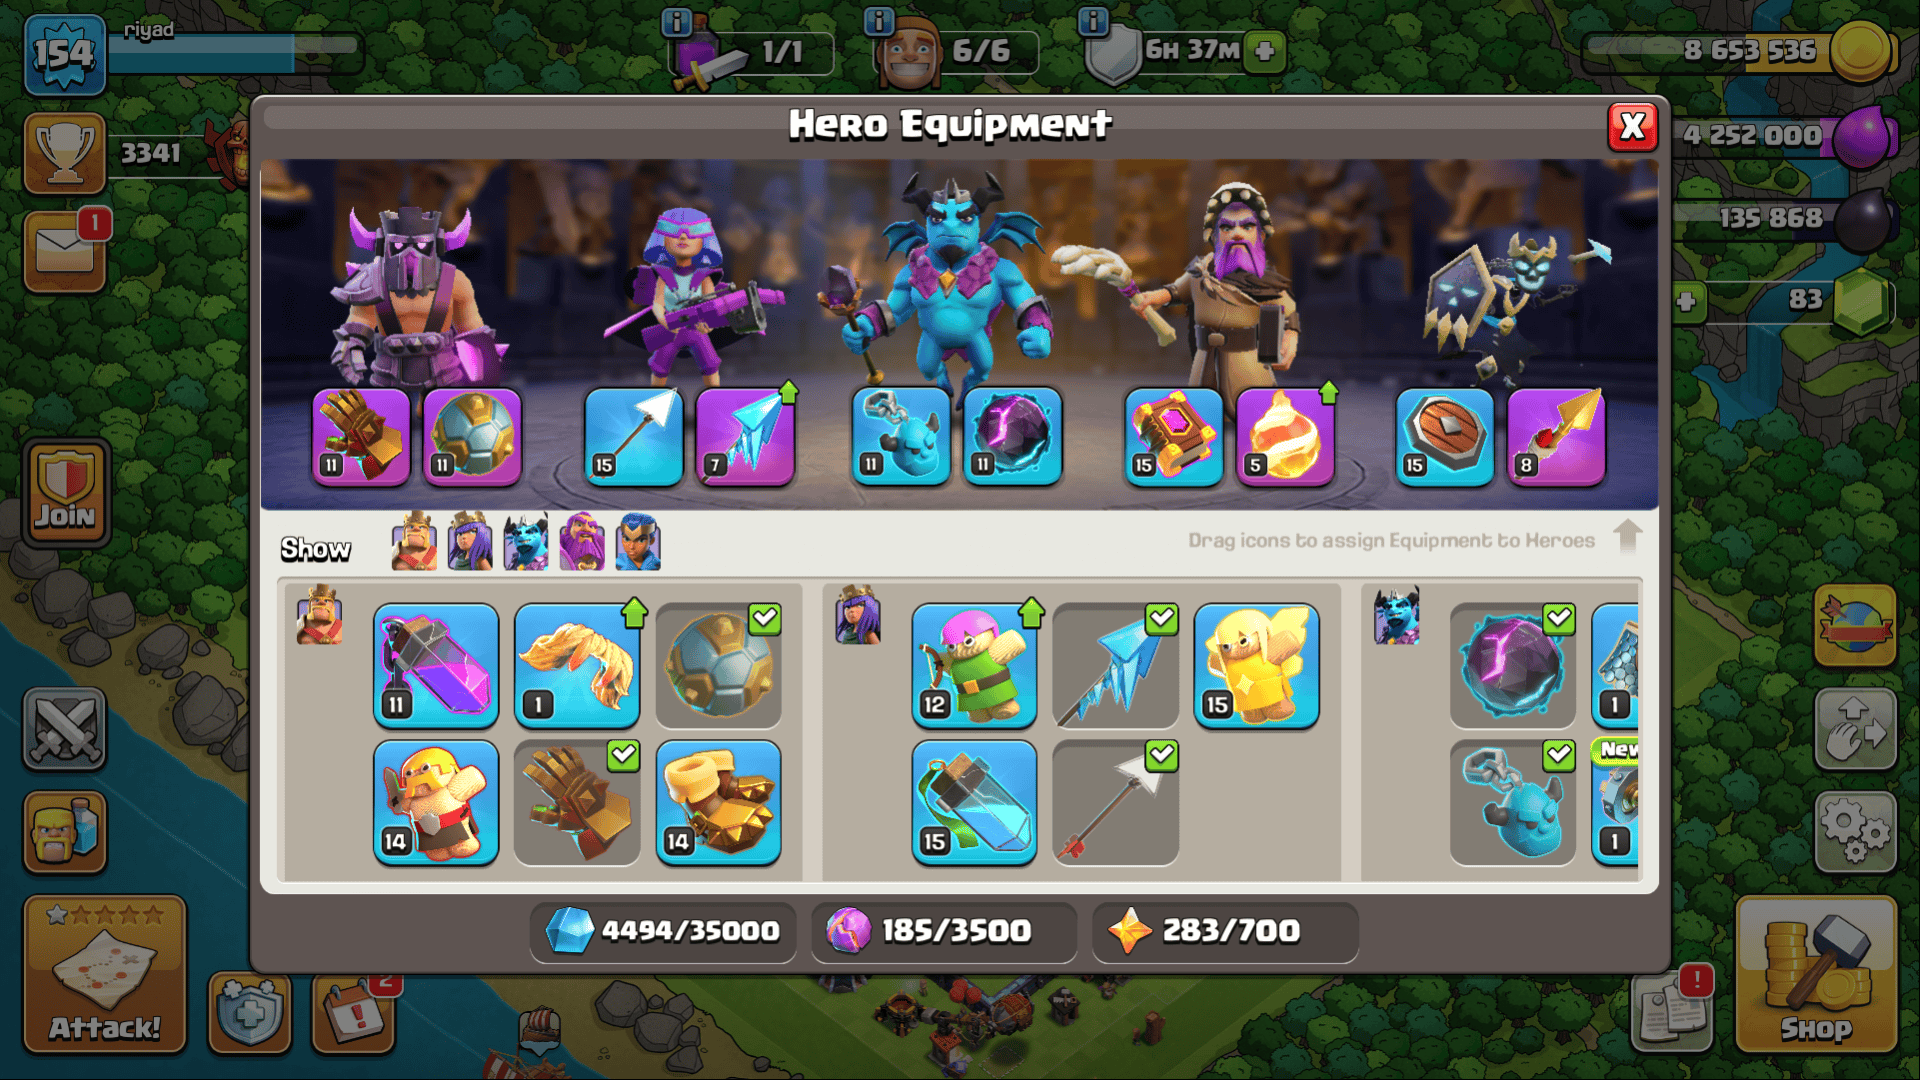 154
riyad
1/1
6/6
6H 37M
8 653 536
Hero Equipment
X
3341
4 252 000
1
135 868
83
11
11
15
7
11
11
15
5
15
8
Join
Show
Drag icons to assign Equipment to Heroes
11
1
12
15
1
New
14
14
15
1
4494/35000
185/3500
283/700
Attack!
2
!
Shop